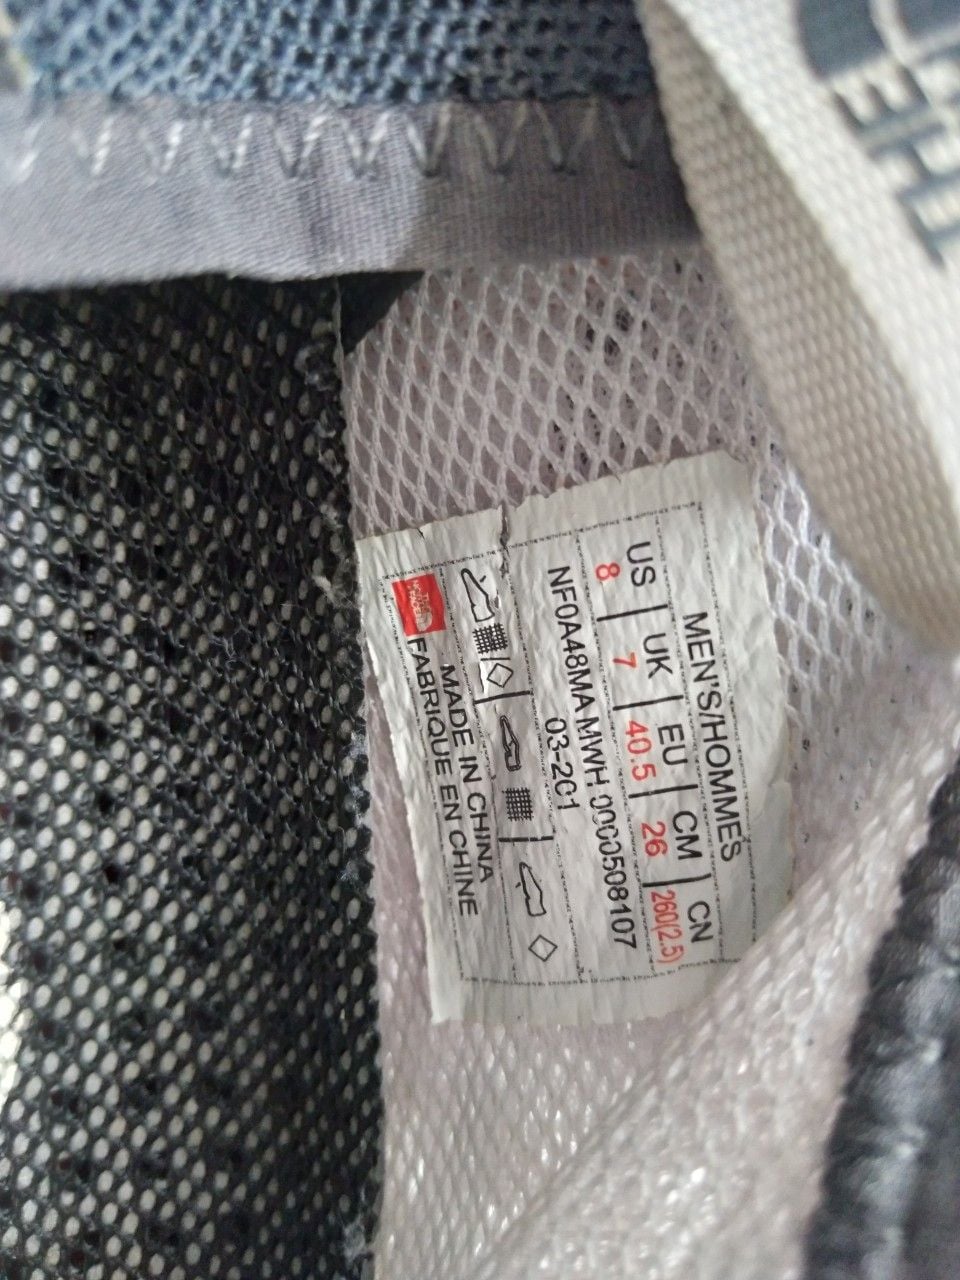 MEN'S/HOMMES
US | UK | EU | CM | CN
8 | 7 | 40.5 | 26 | 260(2.5)
NF0A48MA MWH 0000508107
03-2C1
MADE IN CHINA
FABRIQUE EN CHINE
THE